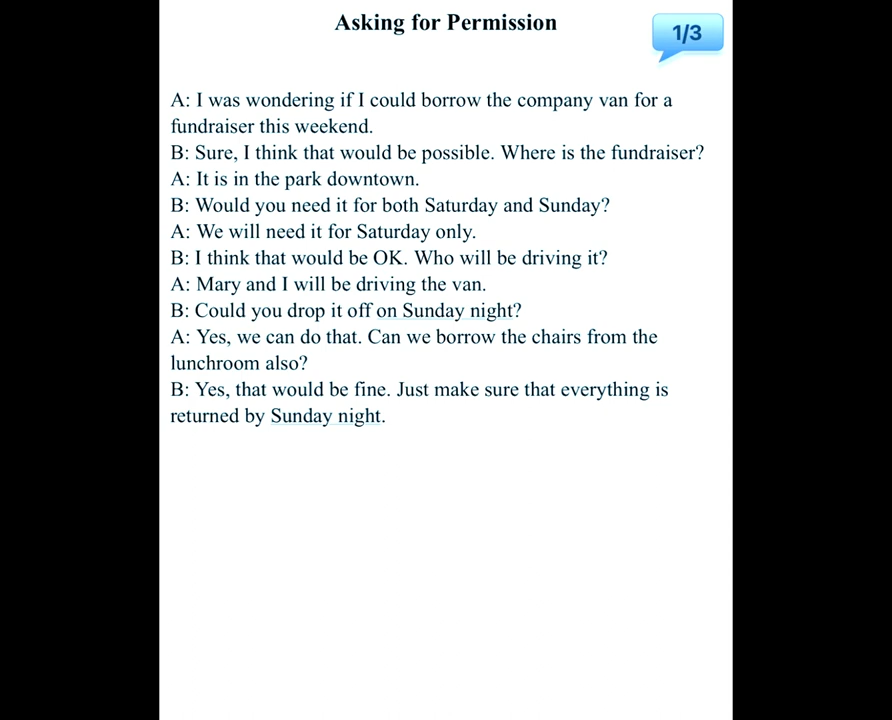 Asking for Permission
1/3
A: I was wondering if I could borrow the company van for a
fundraiser this weekend.
B: Sure, I think that would be possible. Where is the fundraiser?
A: It is in the park downtown.
B: Would you need it for both Saturday and Sunday?
A: We will need it for Saturday only.
B: I think that would be OK. Who will be driving it?
A: Mary and I will be driving the van.
B: Could you drop it off on Sunday night?
A: Yes, we can do that. Can we borrow the chairs from the
lunchroom also?
B: Yes, that would be fine. Just make sure that everything is
returned by Sunday night.